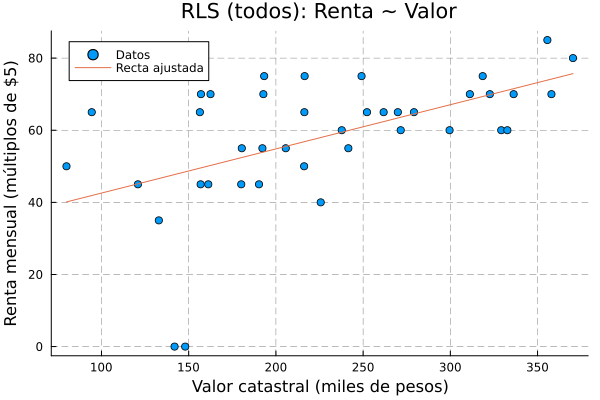 RLS (todos): Renta ~ Valor
Datos
Recta ajustada
Renta mensual (múltiplos de $5)
80
60
40
20
0
100
150
200
250
300
350
Valor catastral (miles de pesos)